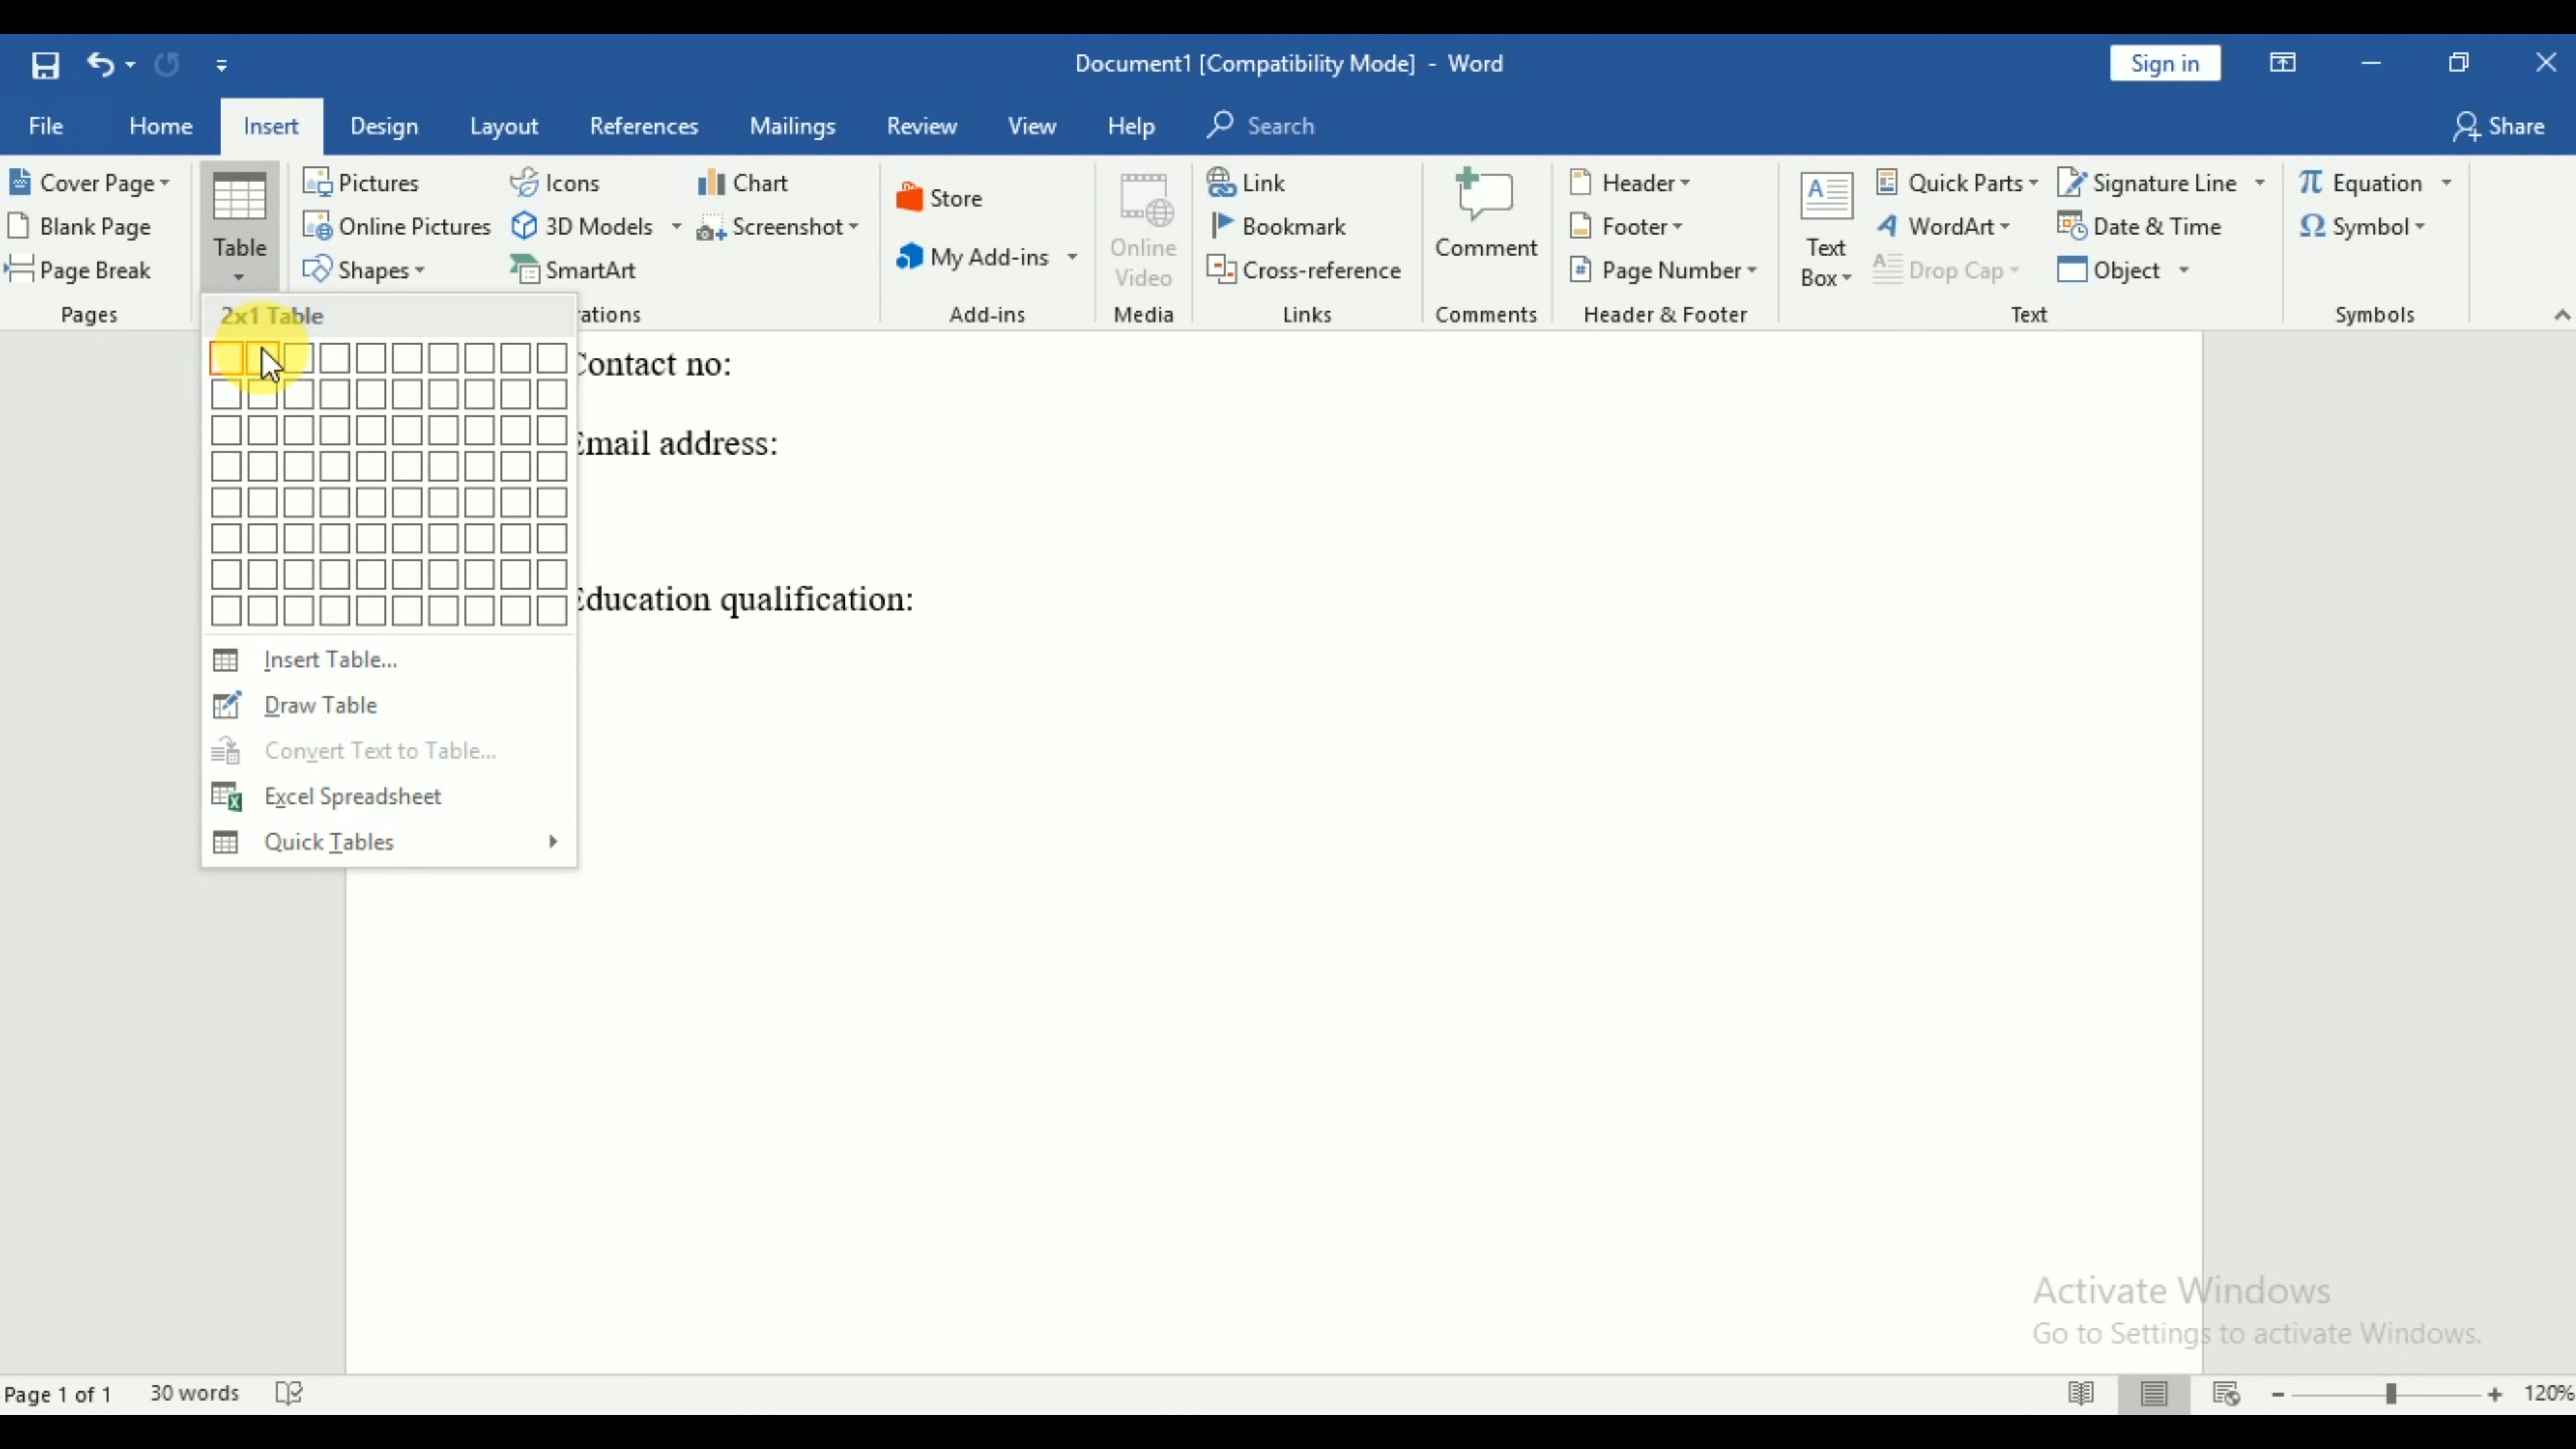 Document1 [Compatibility Mode] - Word
Sign in
File Home Insert Design Layout References Mailings Review View Help Search Share
Cover Page
Blank Page
Page Break
Pages
Table
Pictures
Online Pictures
Shapes
Icons
3D Models
SmartArt
Chart
Screenshot
rations
Store
My Add-ins
Add-ins
Online
Video
Media
Link
Bookmark
Cross-reference
Links
Comment
Comments
Header
Footer
Page Number
Header & Footer
Text
Box
Quick Parts
WordArt
Drop Cap
Signature Line
Date & Time
Object
Text
Equation
Symbol
Symbols
2x1 Table
Insert Table...
Draw Table
Convert Text to Table...
Excel Spreadsheet
Quick Tables
Contact no:
Email address:
Education qualification:
Activate Windows
Go to Settings to activate Windows.
Page 1 of 1 30 words 120%